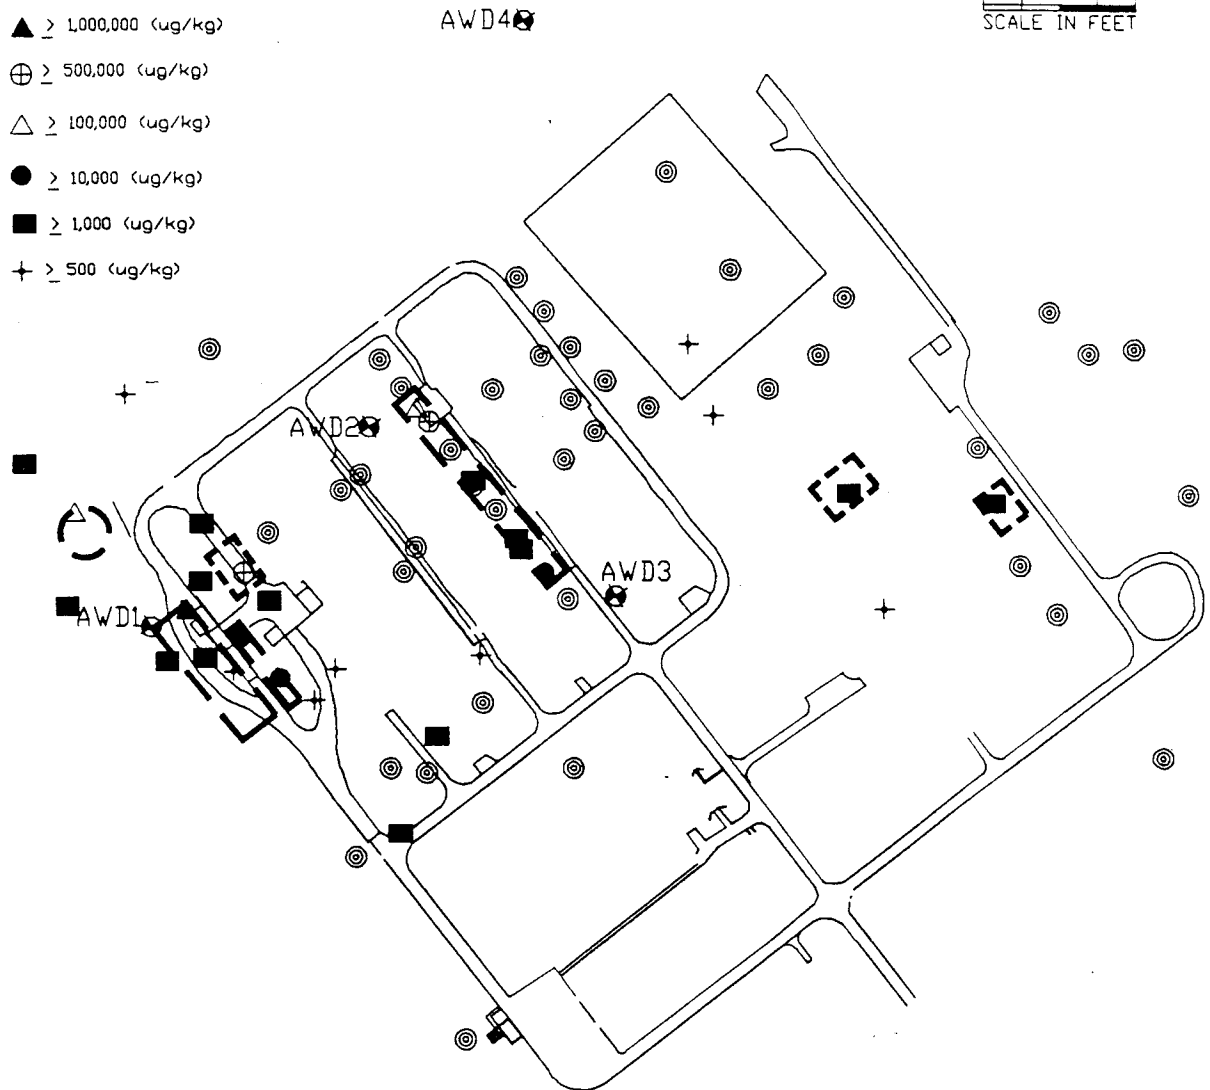 ≥ 1,000,000 (ug/kg)
≥ 500,000 (ug/kg)
≥ 100,000 (ug/kg)
≥ 10,000 (ug/kg)
≥ 1,000 (ug/kg)
≥ 500 (ug/kg)
AWD4
SCALE IN FEET
AWD2
AWD3
AWD1